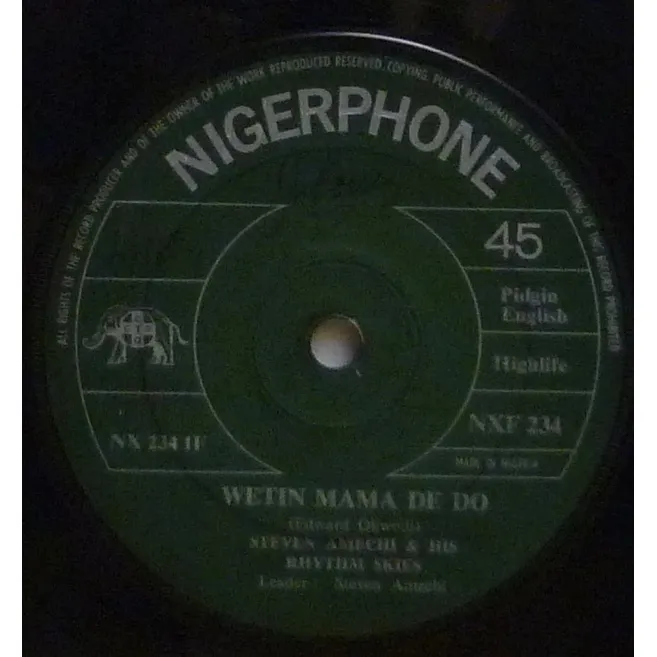 ALL RIGHTS OF THE RECORD PRODUCER AND OF THE OWNER OF THE WORK REPRODUCED RESERVED. COPYING, PUBLIC PERFORMANCE AND BROADCASTING OF THE RECORD PROHIBITED
NIGERPHONE
45
Pidgin
English
Highlife
NX 234 1F
NXF 234
MADE IN NIGERIA
WETIN MAMA DE DO
STEVEN AMECHI & HIS
RHYTHM SKIES
Leader : Steven Amechi